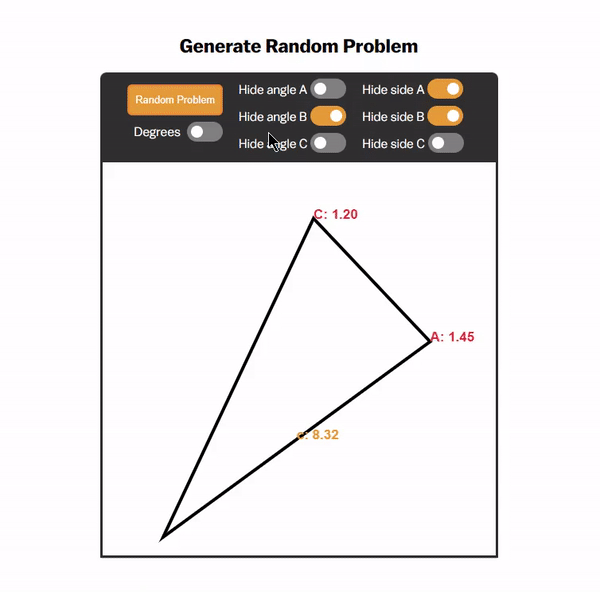 Generate Random Problem
Random Problem
Degrees
Hide angle A
Hide side A
Hide angle B
Hide side B
Hide angle C
Hide side C
C: 1.20
A: 1.45
c: 8.32